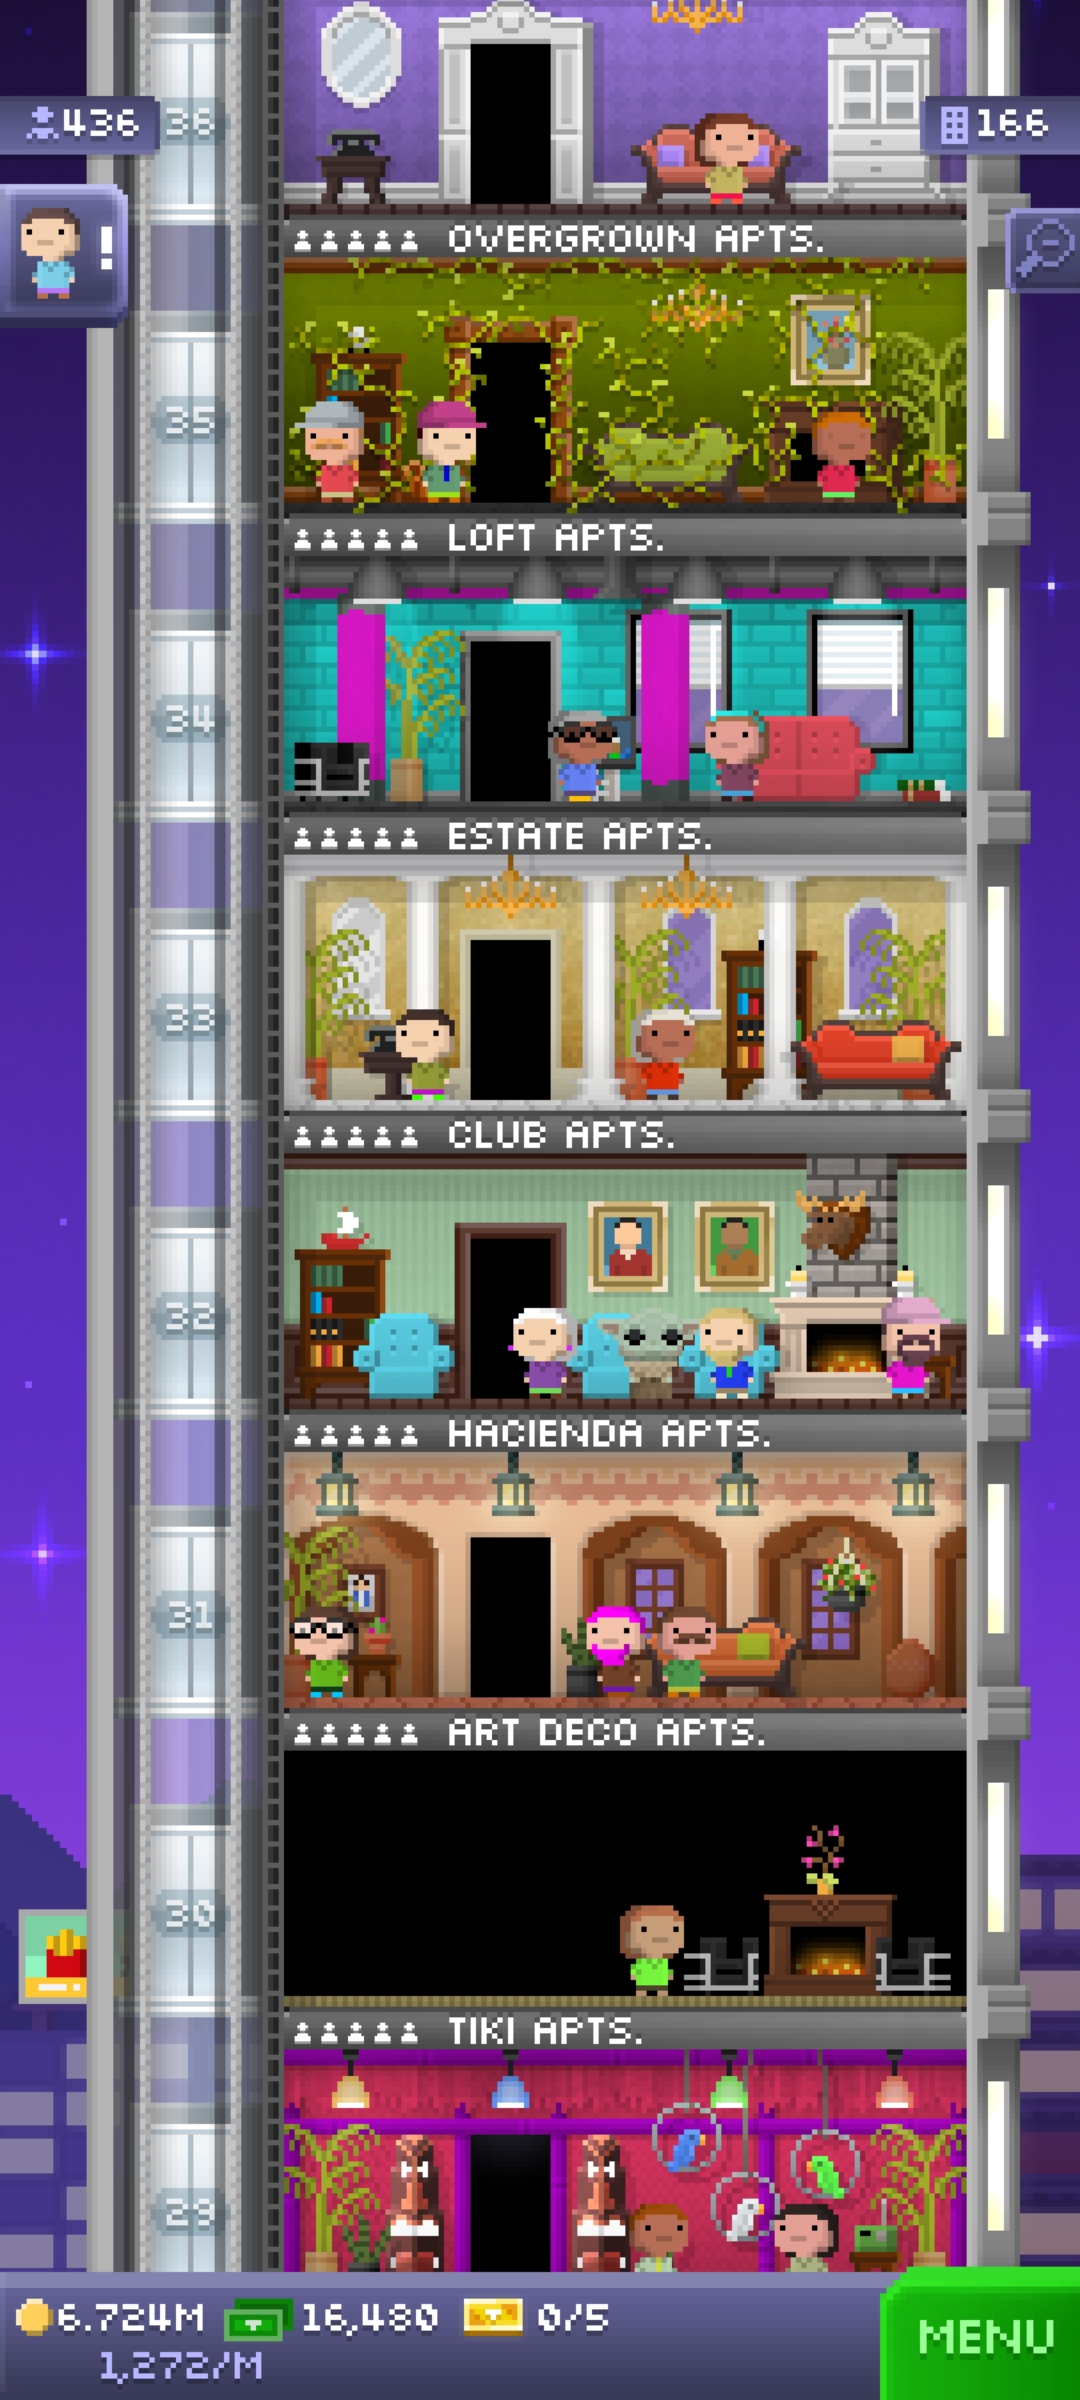 436
36
166
!
OVERGROWN APTS.
35
LOFT APTS.
34
ESTATE APTS.
33
CLUB APTS.
32
HACIENDA APTS.
31
ART DECO APTS.
30
TIKI APTS.
29
6.724M 16,480 0/5
1,272/M
MENU